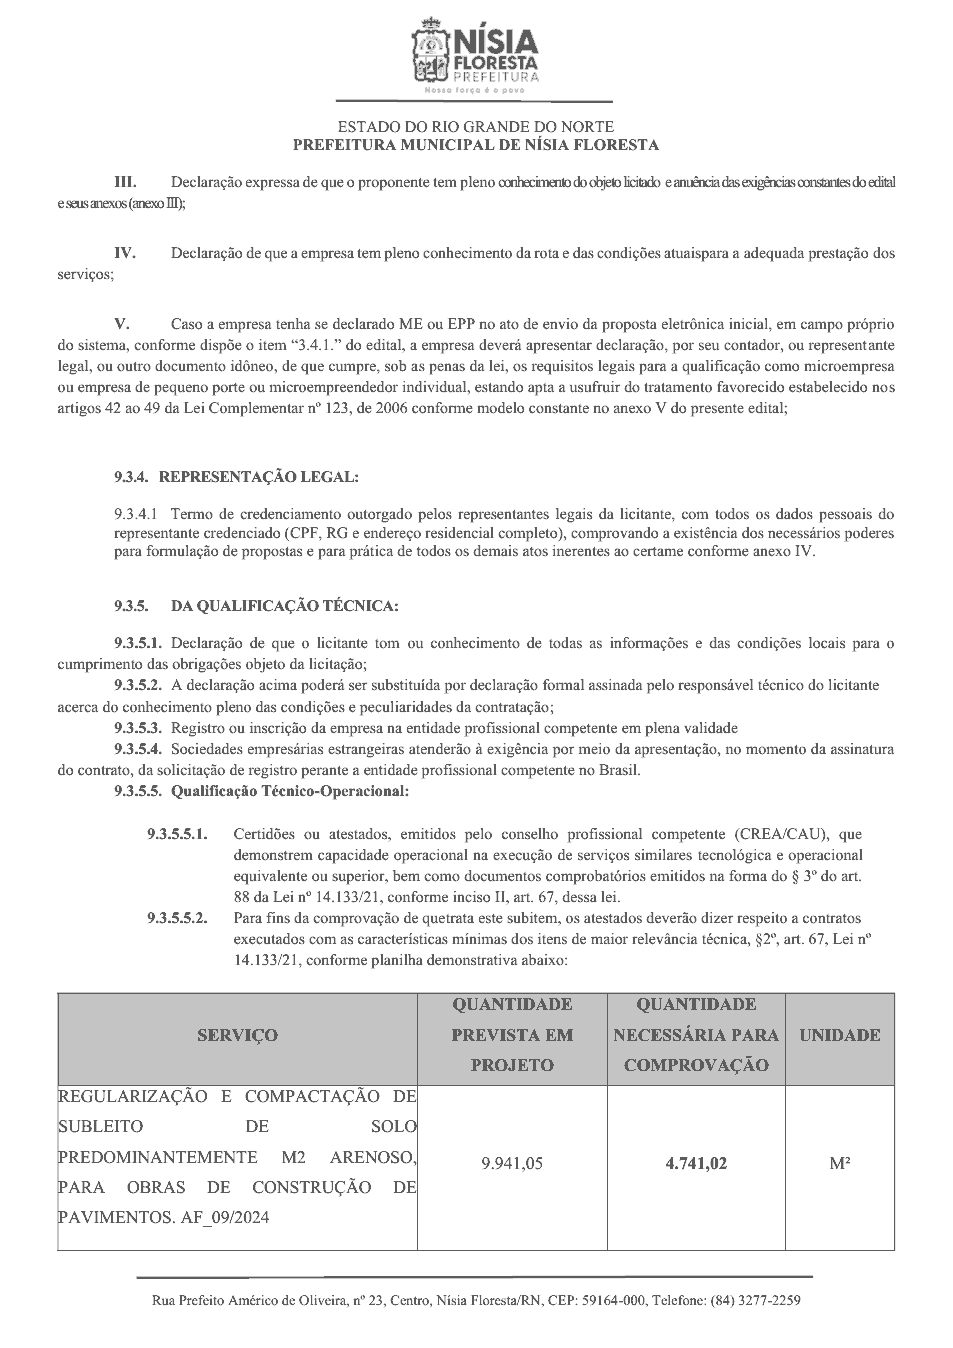 NÍSIA
FLORESTA
PREFEITURA
Nossa força é o povo
ESTADO DO RIO GRANDE DO NORTE
PREFEITURA MUNICIPAL DE NÍSIA FLORESTA
III. Declaração expressa de que o proponente tem pleno conhecimento do objeto licitado e anuência das exigências constantes do edital
e seus anexos (anexo III);
IV. Declaração de que a empresa tem pleno conhecimento da rota e das condições atuaispara a adequada prestação dos
serviços;
V. Caso a empresa tenha se declarado ME ou EPP no ato de envio da proposta eletrônica inicial, em campo próprio
do sistema, conforme dispõe o item “3.4.1.” do edital, a empresa deverá apresentar declaração, por seu contador, ou representante
legal, ou outro documento idôneo, de que cumpre, sob as penas da lei, os requisitos legais para a qualificação como microempresa
ou empresa de pequeno porte ou microempreendedor individual, estando apta a usufruir do tratamento favorecido estabelecido nos
artigos 42 ao 49 da Lei Complementar nº 123, de 2006 conforme modelo constante no anexo V do presente edital;
9.3.4. REPRESENTAÇÃO LEGAL:
9.3.4.1 Termo de credenciamento outorgado pelos representantes legais da licitante, com todos os dados pessoais do
representante credenciado (CPF, RG e endereço residencial completo), comprovando a existência dos necessários poderes
para formulação de propostas e para prática de todos os demais atos inerentes ao certame conforme anexo IV.
9.3.5. DA QUALIFICAÇÃO TÉCNICA:
9.3.5.1. Declaração de que o licitante tom ou conhecimento de todas as informações e das condições locais para o
cumprimento das obrigações objeto da licitação;
9.3.5.2. A declaração acima poderá ser substituída por declaração formal assinada pelo responsável técnico do licitante
acerca do conhecimento pleno das condições e peculiaridades da contratação;
9.3.5.3. Registro ou inscrição da empresa na entidade profissional competente em plena validade
9.3.5.4. Sociedades empresárias estrangeiras atenderão à exigência por meio da apresentação, no momento da assinatura
do contrato, da solicitação de registro perante a entidade profissional competente no Brasil.
9.3.5.5. Qualificação Técnico-Operacional:
9.3.5.5.1. Certidões ou atestados, emitidos pelo conselho profissional competente (CREA/CAU), que
demonstrem capacidade operacional na execução de serviços similares tecnológica e operacional
equivalente ou superior, bem como documentos comprobatórios emitidos na forma do § 3º do art.
88 da Lei nº 14.133/21, conforme inciso II, art. 67, dessa lei.
9.3.5.5.2. Para fins da comprovação de quetrata este subitem, os atestados deverão dizer respeito a contratos
executados com as características mínimas dos itens de maior relevância técnica, §2º, art. 67, Lei nº
14.133/21, conforme planilha demonstrativa abaixo:
SERVIÇO
QUANTIDADE
PREVISTA EM
PROJETO
QUANTIDADE
NECESSÁRIA PARA
COMPROVAÇÃO
UNIDADE
REGULARIZAÇÃO E COMPACTAÇÃO DE
SUBLEITO DE SOLO
PREDOMINANTEMENTE M2 ARENOSO,
PARA OBRAS DE CONSTRUÇÃO DE
PAVIMENTOS. AF_09/2024
9.941,05
4.741,02
M²
Rua Prefeito Américo de Oliveira, nº 23, Centro, Nísia Floresta/RN, CEP: 59164-000, Telefone: (84) 3277-2259